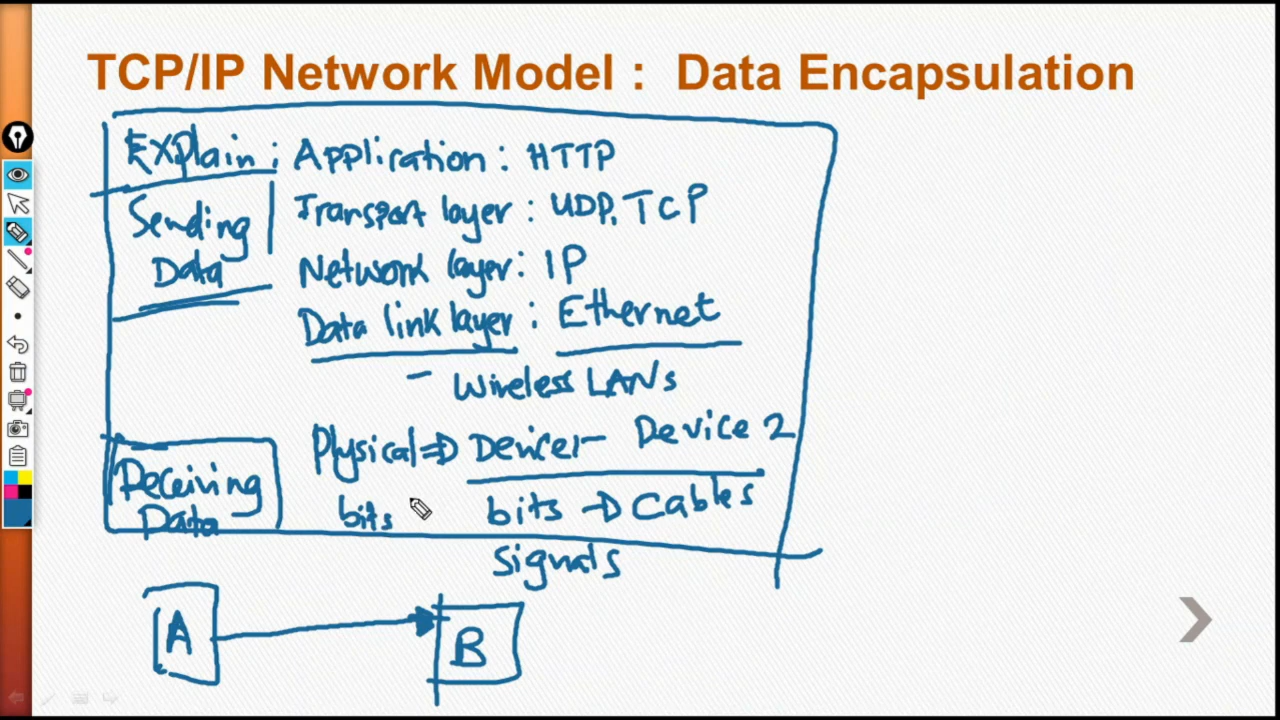 TCP/IP Network Model : Data Encapsulation
Explain : Application : HTTP
Sending Transport layer : UDP, TCP
Data Network layer : IP
Data link layer : Ethernet
- Wireless LANs
Physical => Device1 - Device 2
Receiving bits bits -> Cables
Data signals
A B